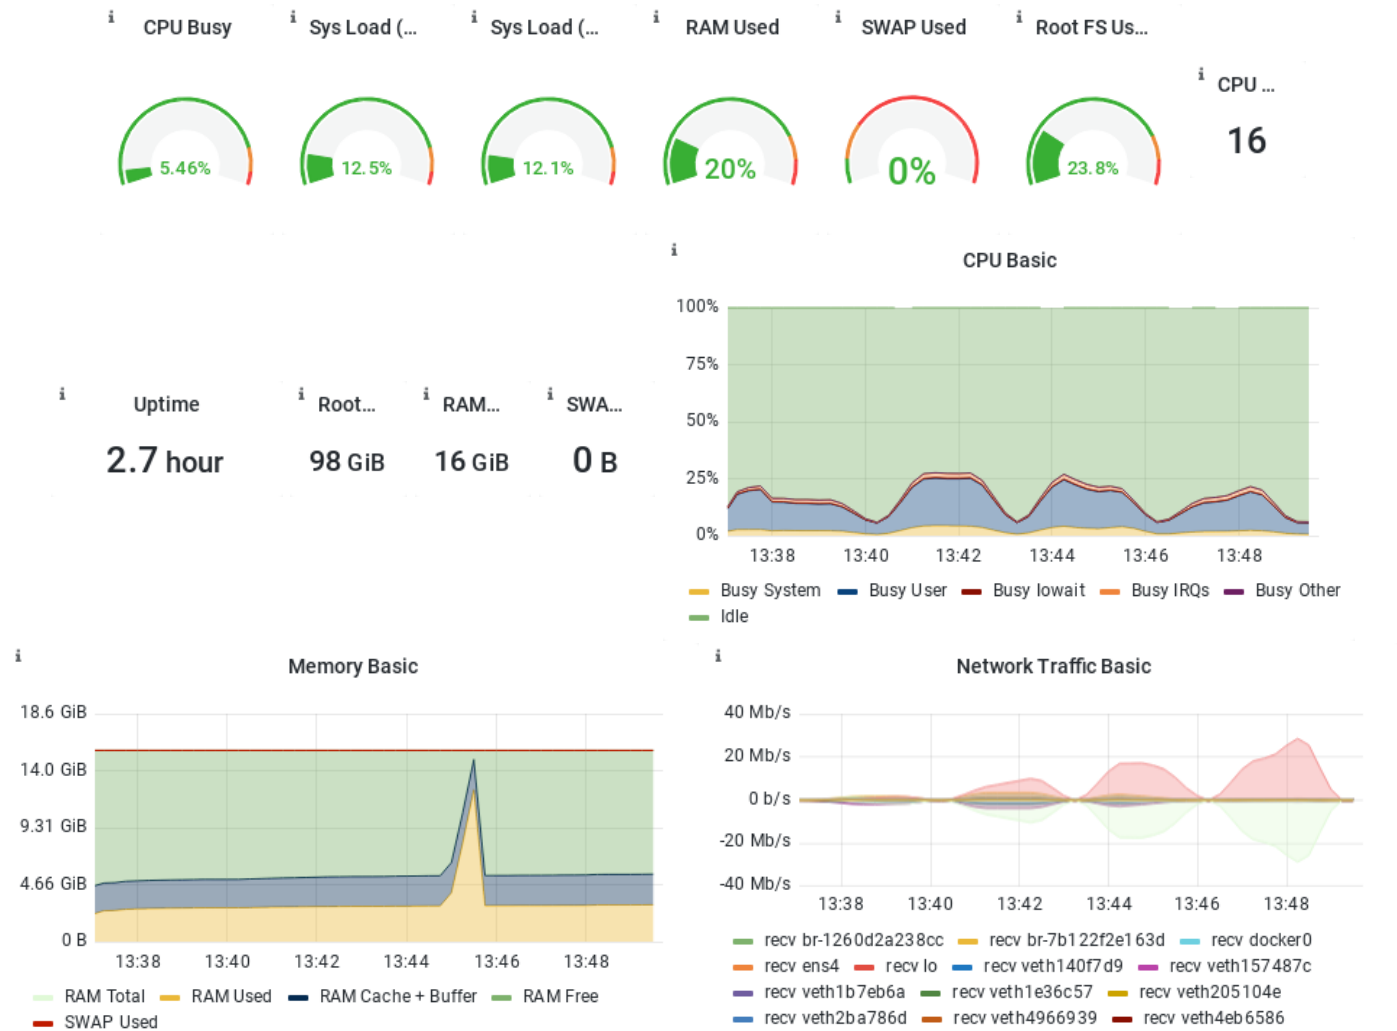 CPU Busy
Sys Load (...
Sys Load (...
RAM Used
SWAP Used
Root FS Us...
CPU ...
5.46%
12.5%
12.1%
20%
0%
23.8%
16
Uptime
Root...
RAM...
SWA...
2.7 hour
98 GiB
16 GiB
0 B
CPU Basic
100%
75%
50%
25%
0%
13:38 13:40 13:42 13:44 13:46 13:48
Busy System Busy User Busy Iowait Busy IRQs Busy Other
Idle
Memory Basic
18.6 GiB
14.0 GiB
9.31 GiB
4.66 GiB
0 B
13:38 13:40 13:42 13:44 13:46 13:48
RAM Total RAM Used RAM Cache + Buffer RAM Free
SWAP Used
Network Traffic Basic
40 Mb/s
20 Mb/s
0 b/s
-20 Mb/s
-40 Mb/s
13:38 13:40 13:42 13:44 13:46 13:48
recv br-1260d2a238cc recv br-7b122f2e163d recv docker0
recv ens4 recv lo recv veth140f7d9 recv veth157487c
recv veth1b7eb6a recv veth1e36c57 recv veth205104e
recv veth2ba786d recv veth4966939 recv veth4eb6586